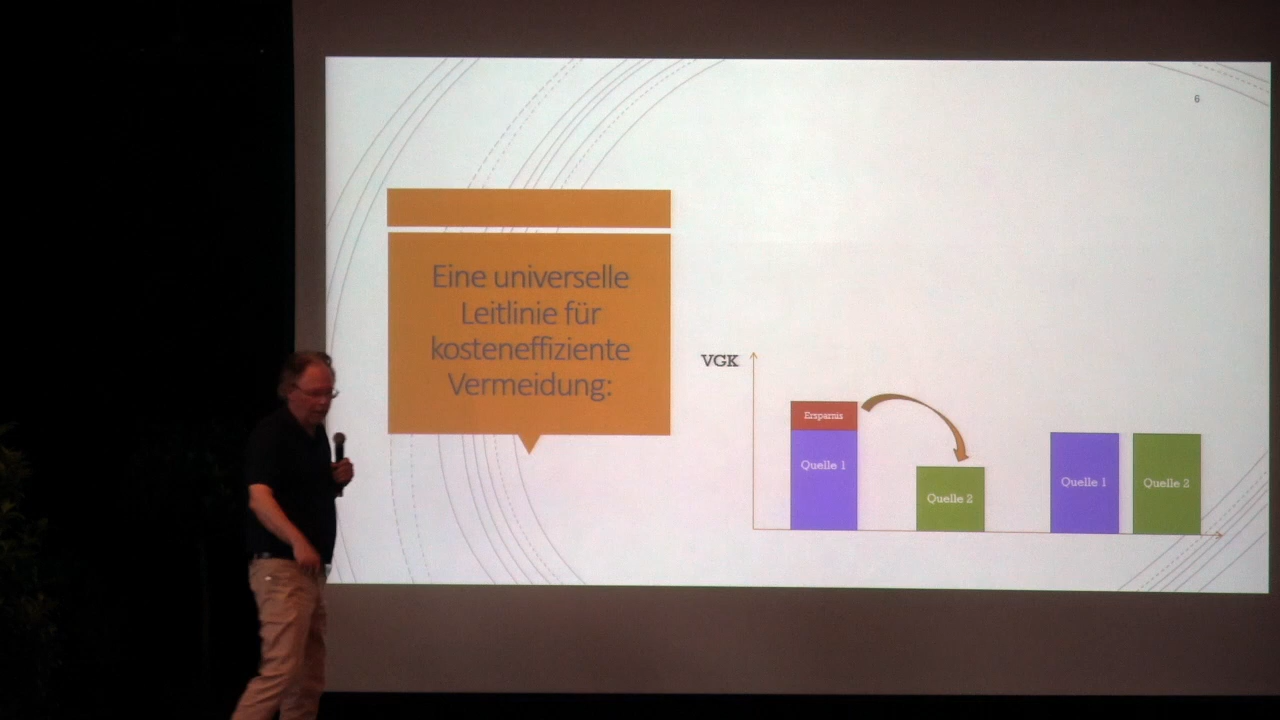 6
Eine universelle
Leitlinie für
kosteneffiziente
Vermeidung:
VGK
Ersparnis
Quelle 1
Quelle 2
Quelle 1
Quelle 2